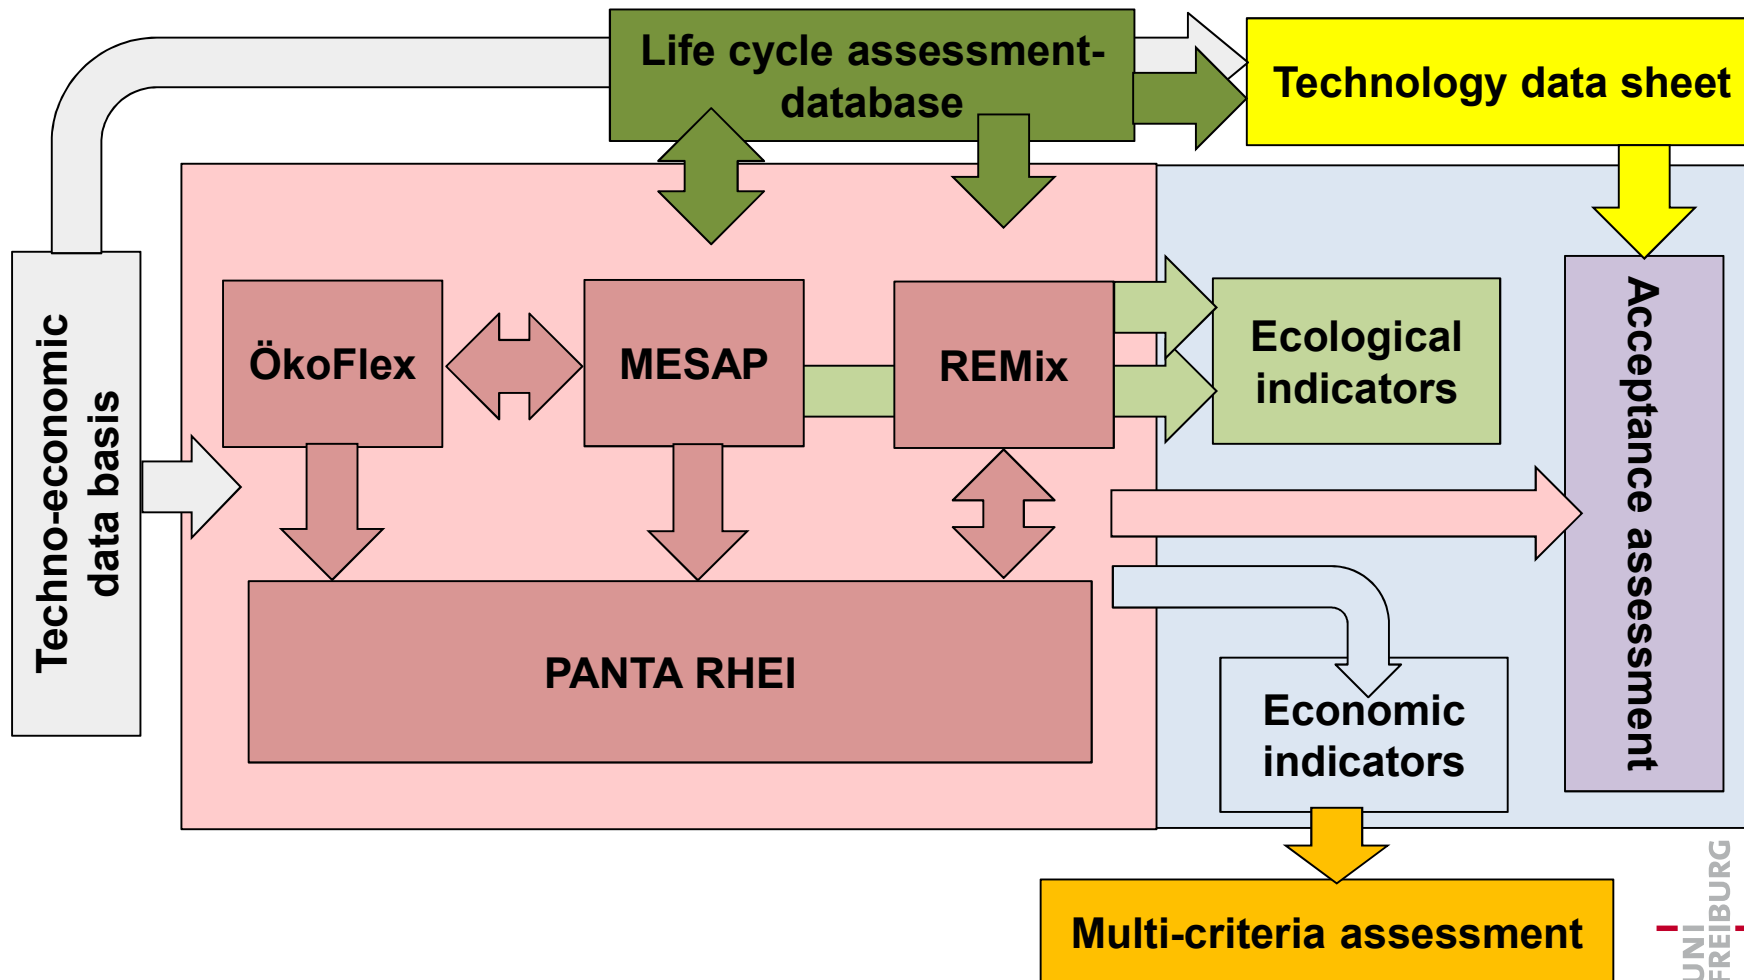 Life cycle assessment-
database
Technology data sheet
Techno-economic
data basis
ÖkoFlex
MESAP
REMix
Ecological
indicators
Acceptance assessment
PANTA RHEI
Economic
indicators
Multi-criteria assessment
UNI
FREIBURG